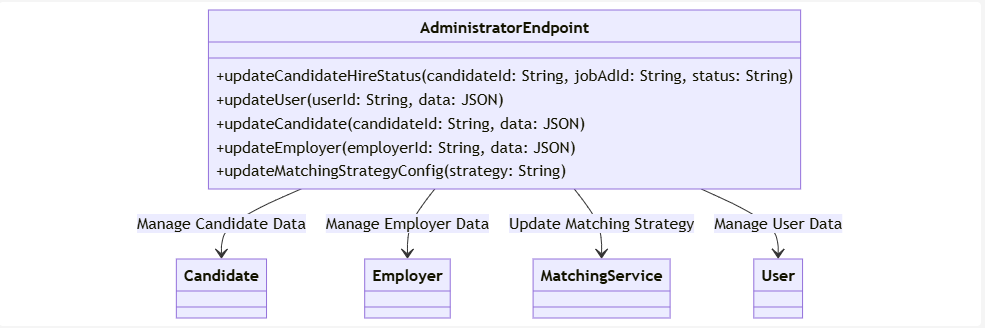 AdministratorEndpoint
+updateCandidateHireStatus(candidateId: String, jobAdId: String, status: String)
+updateUser(userId: String, data: JSON)
+updateCandidate(candidateId: String, data: JSON)
+updateEmployer(employerId: String, data: JSON)
+updateMatchingStrategyConfig(strategy: String)
Manage Candidate Data
Manage Employer Data
Update Matching Strategy
Manage User Data
Candidate
Employer
MatchingService
User